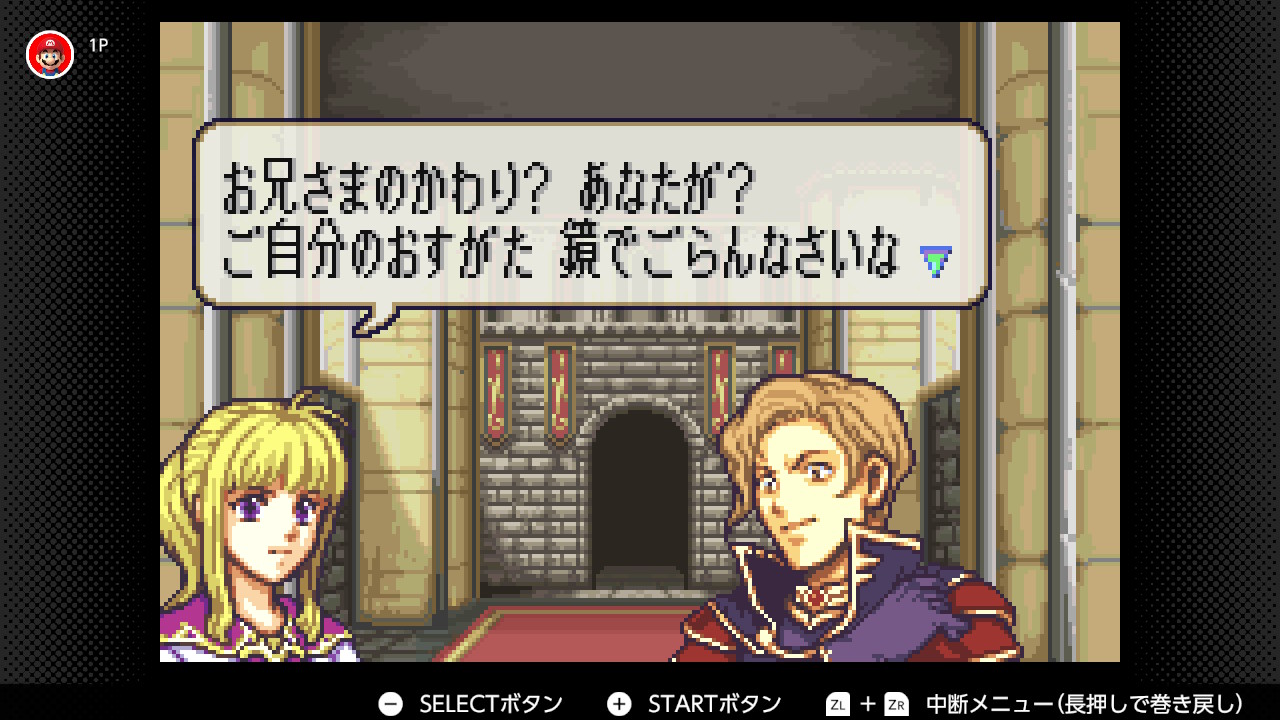 1P
お兄さまのかわり? あなたが?
ご自分のおすがた 鏡でごらんなさいな
SELECTボタン
STARTボタン
ZL + ZR 中断メニュー(長押しで巻き戻し)